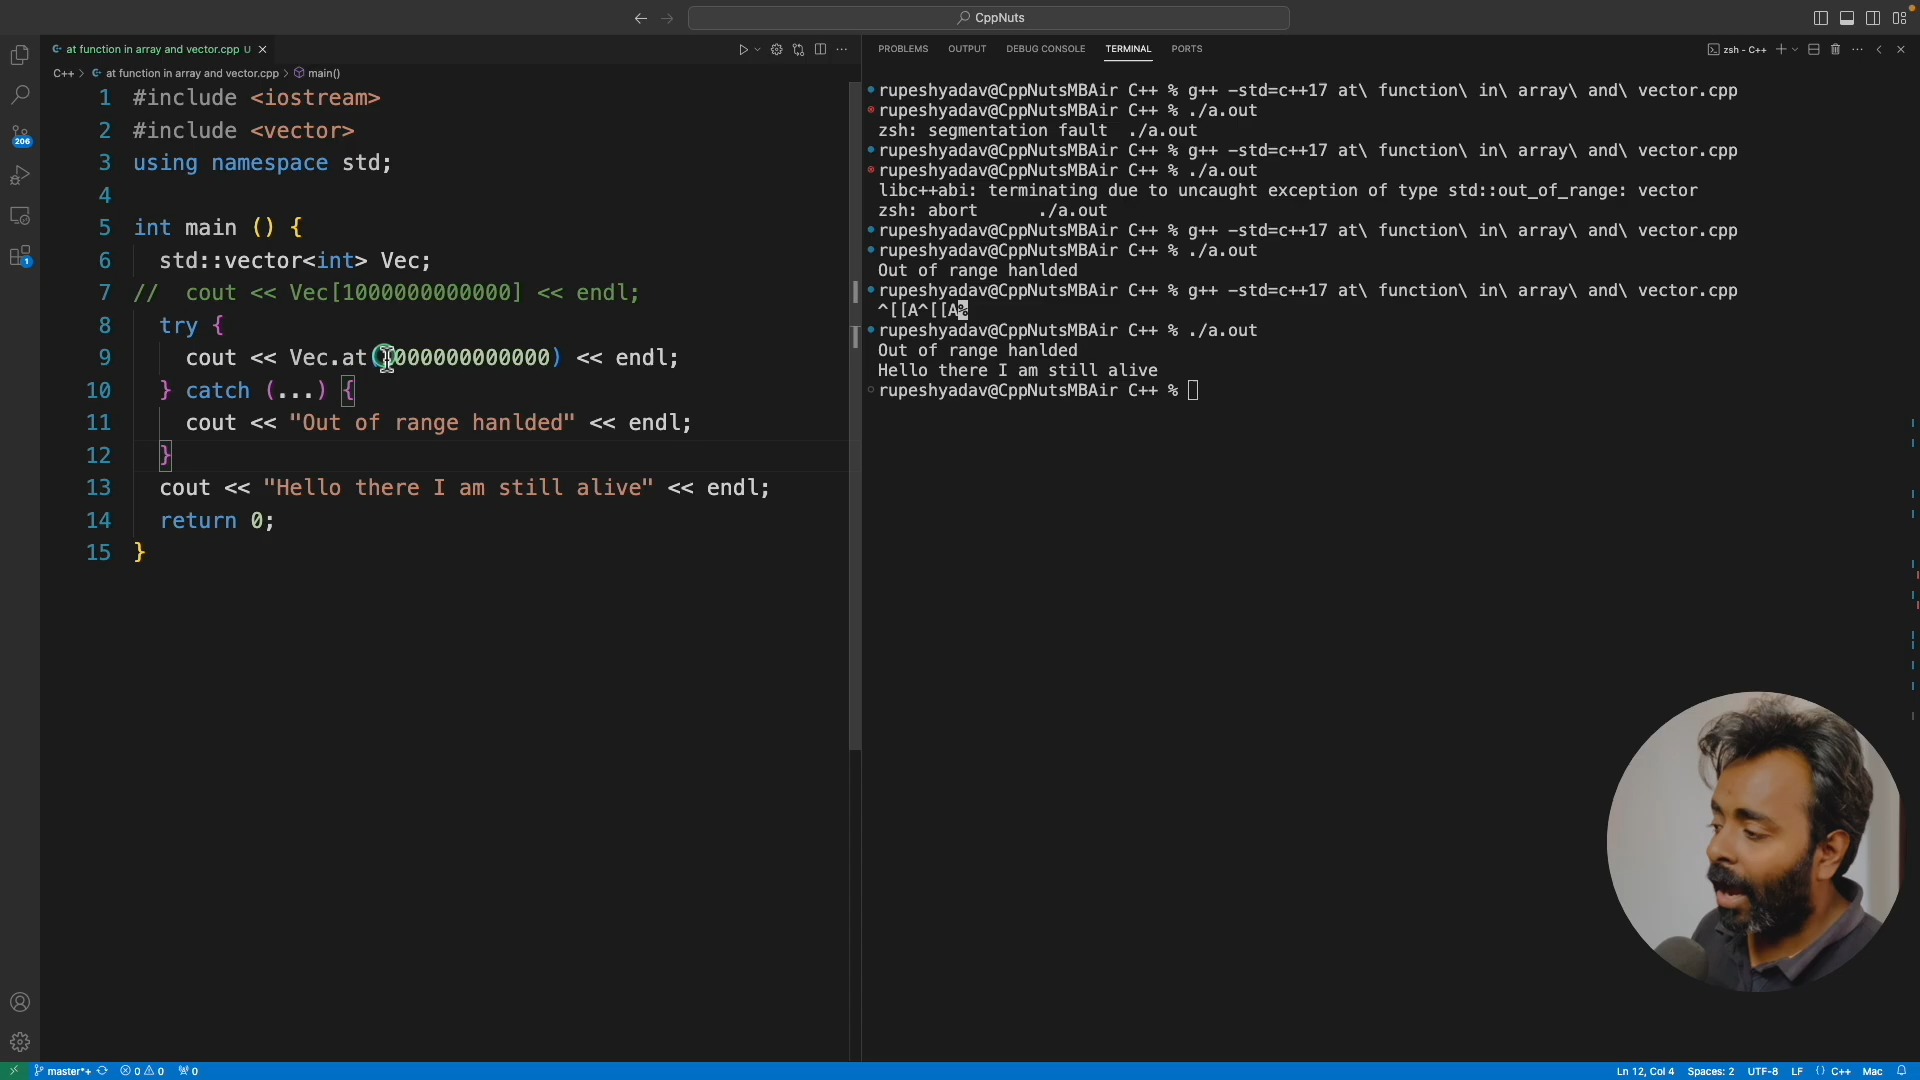 CppNuts
at function in array and vector.cpp U
C++ > at function in array and vector.cpp > main()
1 #include <iostream>
2 #include <vector>
3 using namespace std;
4
5 int main () {
6 std::vector<int> Vec;
7 // cout << Vec[1000000000000] << endl;
8 try {
9 cout << Vec.at(1000000000000) << endl;
10 } catch (...) {
11 cout << "Out of range hanlded" << endl;
12 }
13 cout << "Hello there I am still alive" << endl;
14 return 0;
15 }
206
1
PROBLEMS OUTPUT DEBUG CONSOLE TERMINAL PORTS
zsh - C++
rupeshyadav@CppNutsMBAir C++ % g++ -std=c++17 at\ function\ in\ array\ and\ vector.cpp
rupeshyadav@CppNutsMBAir C++ % ./a.out
zsh: segmentation fault ./a.out
rupeshyadav@CppNutsMBAir C++ % g++ -std=c++17 at\ function\ in\ array\ and\ vector.cpp
rupeshyadav@CppNutsMBAir C++ % ./a.out
libc++abi: terminating due to uncaught exception of type std::out_of_range: vector
zsh: abort ./a.out
rupeshyadav@CppNutsMBAir C++ % g++ -std=c++17 at\ function\ in\ array\ and\ vector.cpp
rupeshyadav@CppNutsMBAir C++ % ./a.out
Out of range hanlded
rupeshyadav@CppNutsMBAir C++ % g++ -std=c++17 at\ function\ in\ array\ and\ vector.cpp
^[[A^[[A%
rupeshyadav@CppNutsMBAir C++ % ./a.out
Out of range hanlded
Hello there I am still alive
rupeshyadav@CppNutsMBAir C++ %
master*+ 0 0 0 Ln 12, Col 4 Spaces: 2 UTF-8 LF {} C++ Mac